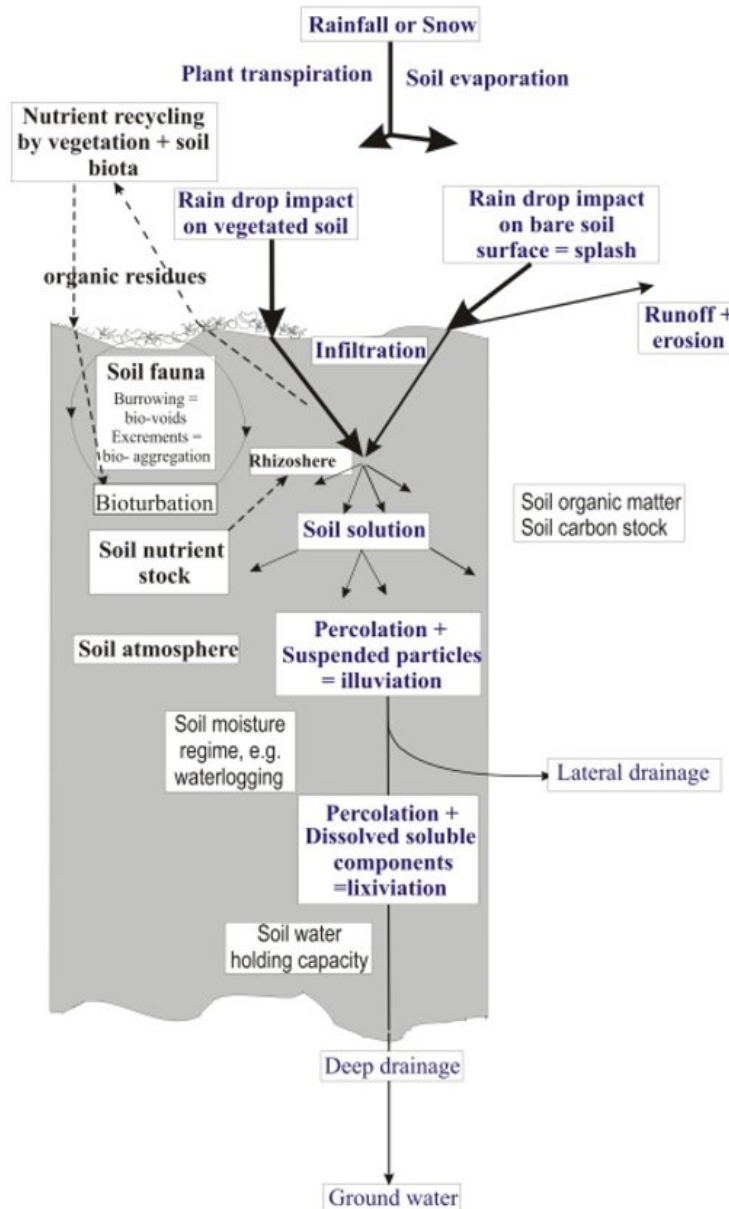 Rainfall or Snow
Plant transpiration
Soil evaporation
Nutrient recycling
by vegetation + soil
biota
Rain drop impact
on vegetated soil
Rain drop impact
on bare soil
surface = splash
organic residues
Runoff +
erosion
Infiltration
Soil fauna
Burrowing =
bio-voids
Excrements =
bio- aggregation
Rhizoshere
Bioturbation
Soil organic matter
Soil carbon stock
Soil solution
Soil nutrient
stock
Percolation +
Suspended particles
= illuviation
Soil atmosphere
Soil moisture
regime, e.g.
waterlogging
Lateral drainage
Percolation +
Dissolved soluble
components
=lixiviation
Soil water
holding capacity
Deep drainage
Ground water